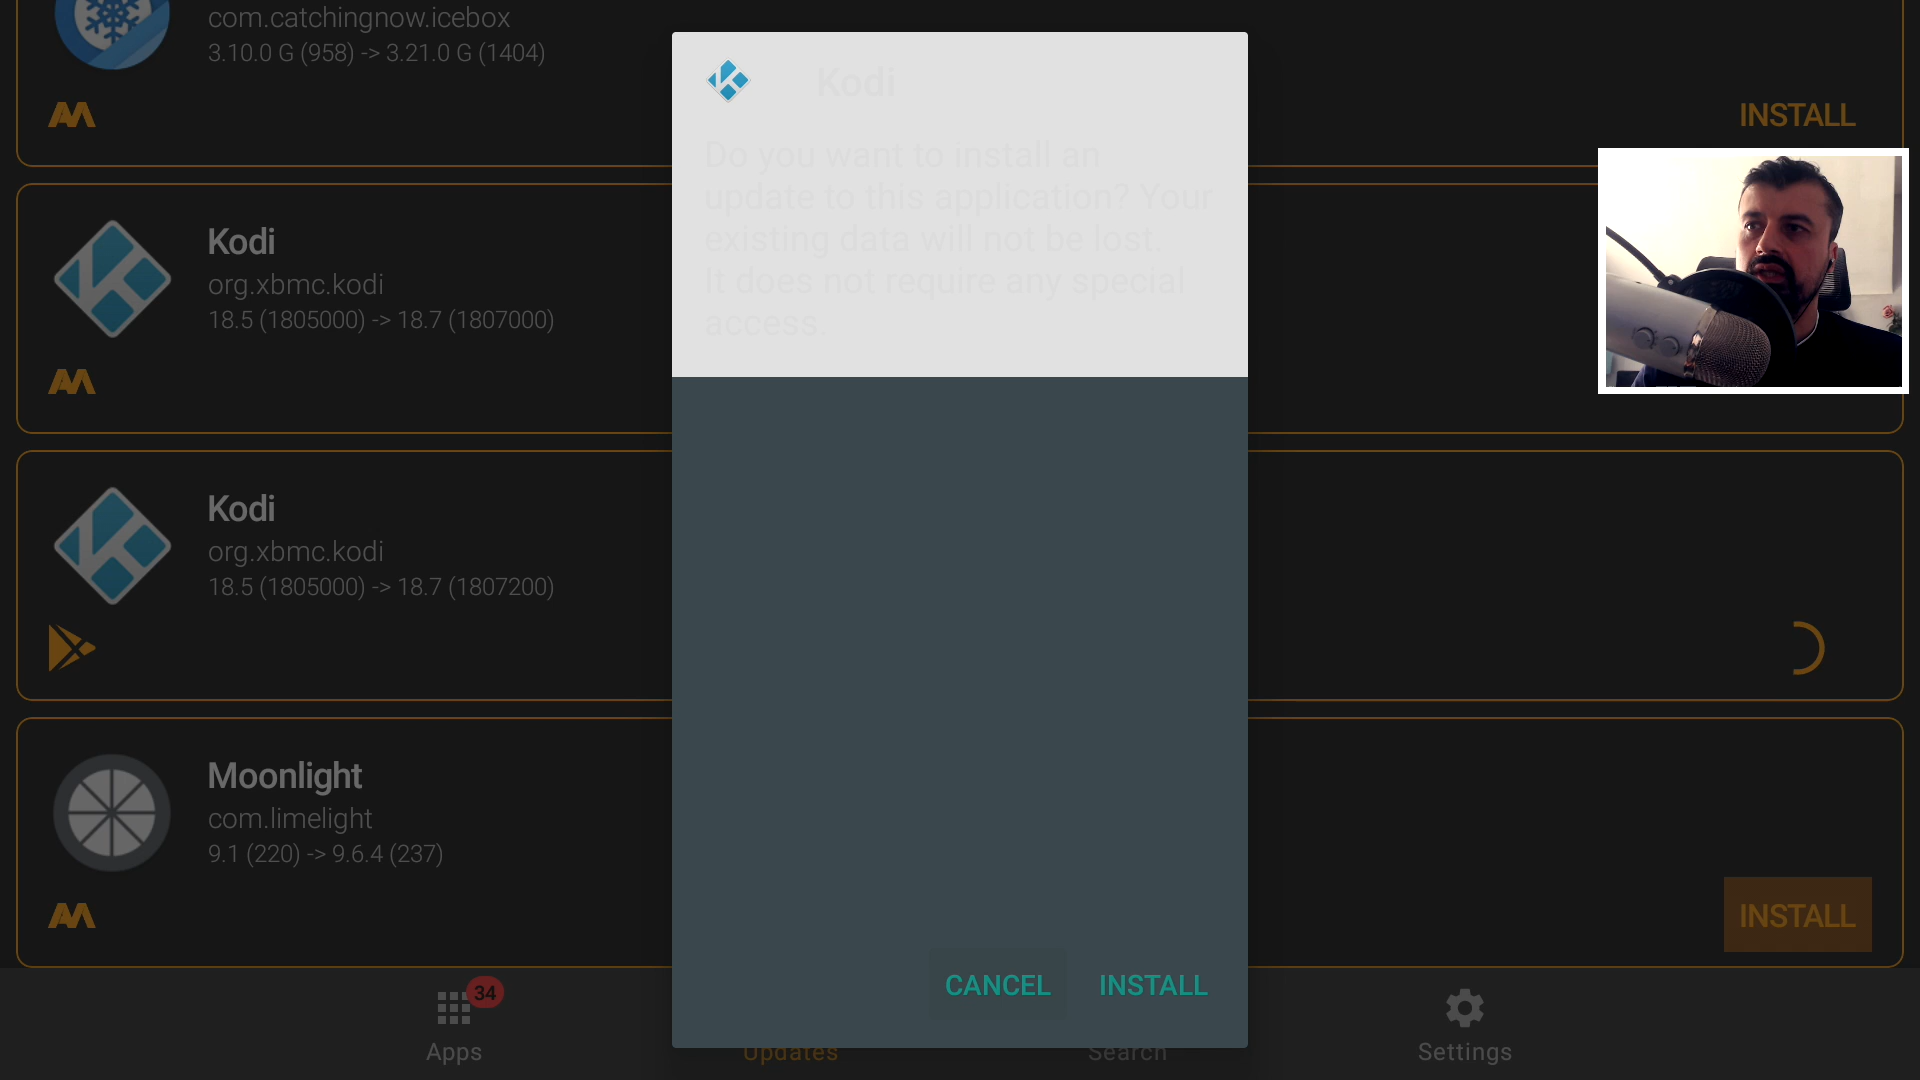 com.catchingnow.icebox
3.10.0 G (958) -> 3.21.0 G (1404)
INSTALL
Kodi
org.xbmc.kodi
18.5 (1805000) -> 18.7 (1807000)
Kodi
org.xbmc.kodi
18.5 (1805000) -> 18.7 (1807200)
Moonlight
com.limelight
9.1 (220) -> 9.6.4 (237)
INSTALL
Kodi
Do you want to install an
update to this application? Your
existing data will not be lost.
It does not require any special
access.
CANCEL INSTALL
34
Apps
Updates
Search
Settings